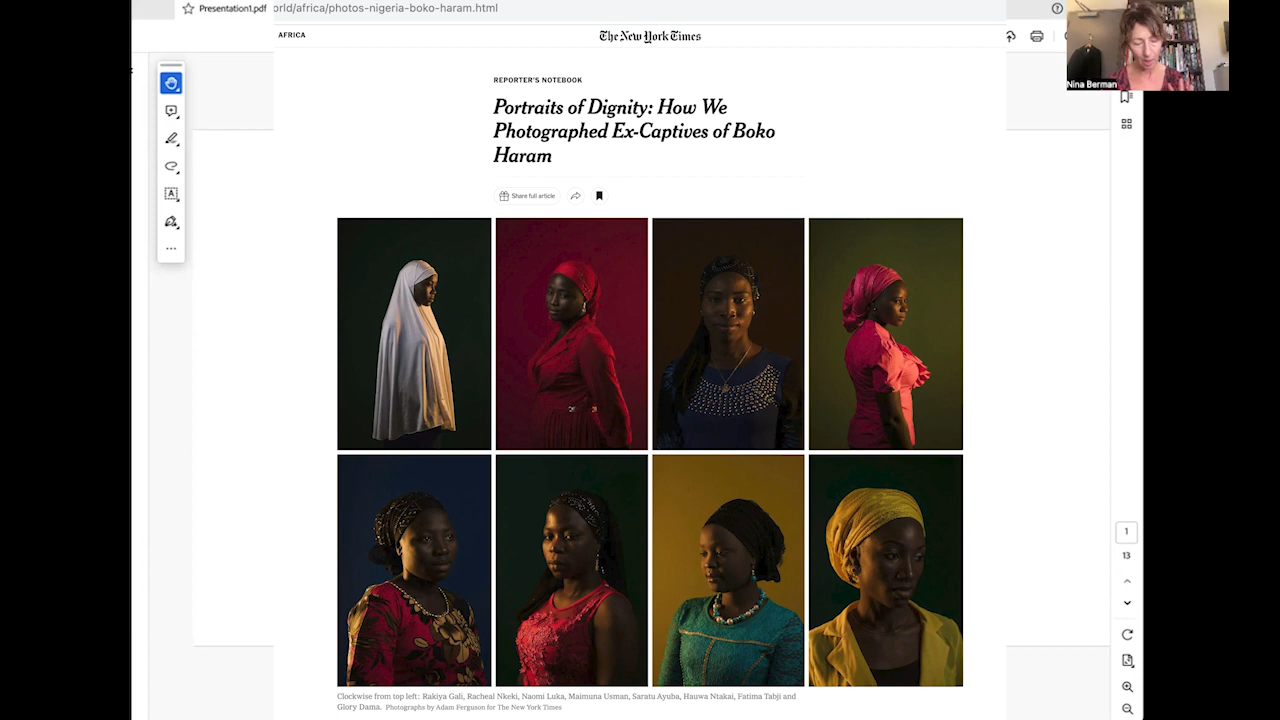 Presentation1.pdf
orld/africa/photos-nigeria-boko-haram.html
AFRICA
The New York Times
Nina Berman
REPORTER'S NOTEBOOK
Portraits of Dignity: How We
Photographed Ex-Captives of Boko
Haram
Share full article
A
1
13
Clockwise from top left: Rakiya Gali, Racheal Nkeki, Naomi Luka, Maimuna Usman, Saratu Ayuba, Hauwa Ntakai, Fatima Tabji and
Glory Dama. Photographs by Adam Ferguson for The New York Times